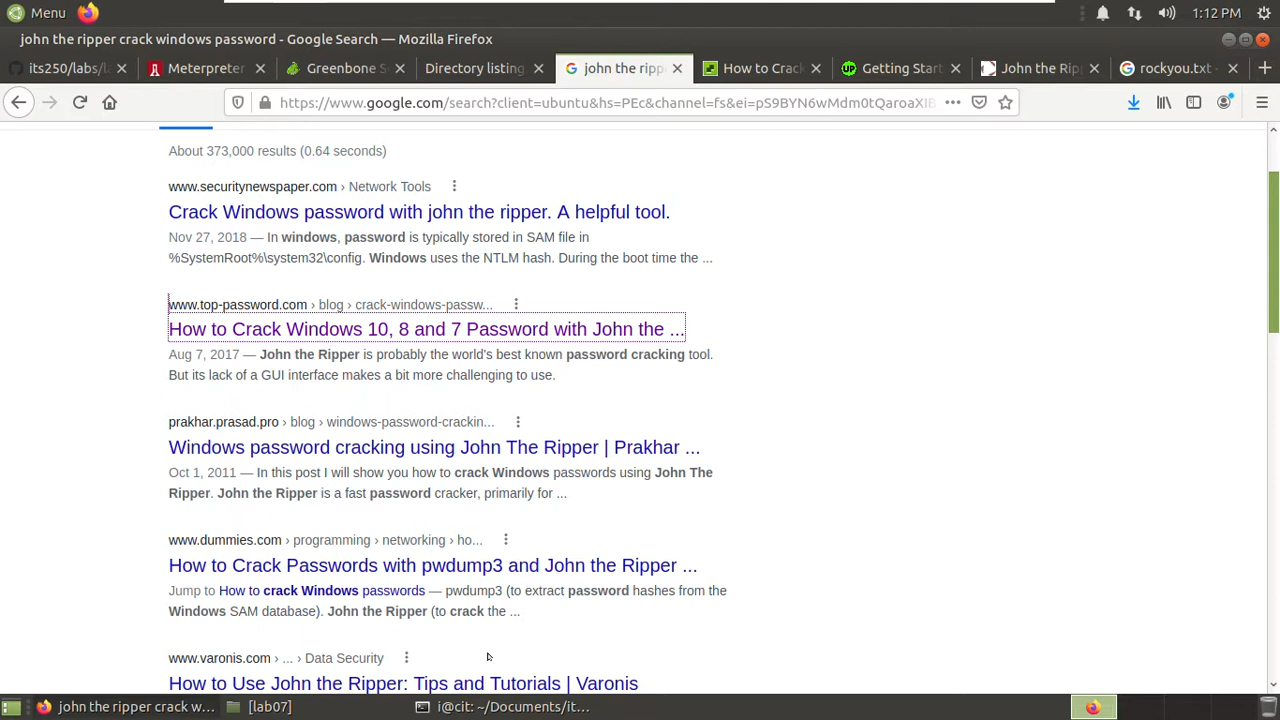 Menu
1:12 PM
john the ripper crack windows password - Google Search — Mozilla Firefox
its250/labs/la
Meterpreter
Greenbone S
Directory listing
john the rippe
How to Crack
Getting Start
John the Rip
rockyou.txt -
https://www.google.com/search?client=ubuntu&hs=PEc&channel=fs&ei=pS9BYN6wMdm0tQaroaXIB
About 373,000 results (0.64 seconds)
www.securitynewspaper.com › Network Tools
Crack Windows password with john the ripper. A helpful tool.
Nov 27, 2018 — In windows, password is typically stored in SAM file in
%SystemRoot%\system32\config. Windows uses the NTLM hash. During the boot time the ...
www.top-password.com › blog › crack-windows-passw...
How to Crack Windows 10, 8 and 7 Password with John the ...
Aug 7, 2017 — John the Ripper is probably the world's best known password cracking tool.
But its lack of a GUI interface makes a bit more challenging to use.
prakhar.prasad.pro › blog › windows-password-crackin...
Windows password cracking using John The Ripper | Prakhar ...
Oct 1, 2011 — In this post I will show you how to crack Windows passwords using John The
Ripper. John the Ripper is a fast password cracker, primarily for ...
www.dummies.com › programming › networking › ho...
How to Crack Passwords with pwdump3 and John the Ripper ...
Jump to How to crack Windows passwords — pwdump3 (to extract password hashes from the
Windows SAM database). John the Ripper (to crack the ...
www.varonis.com › ... › Data Security
How to Use John the Ripper: Tips and Tutorials | Varonis
john the ripper crack w...
[lab07]
i@cit: ~/Documents/it...